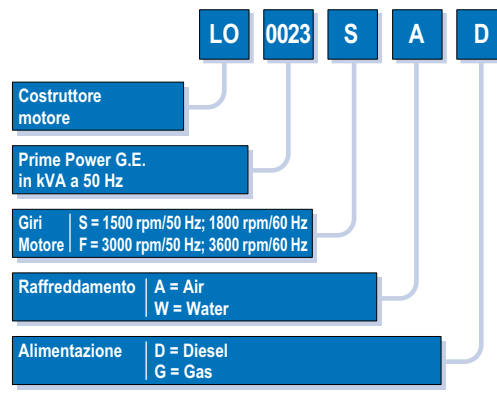 LO 0023 S A D
Costruttore
motore
Prime Power G.E.
in kVA a 50 Hz
Giri S = 1500 rpm/50 Hz; 1800 rpm/60 Hz
Motore F = 3000 rpm/50 Hz; 3600 rpm/60 Hz
Raffreddamento A = Air
W = Water
Alimentazione D = Diesel
G = Gas